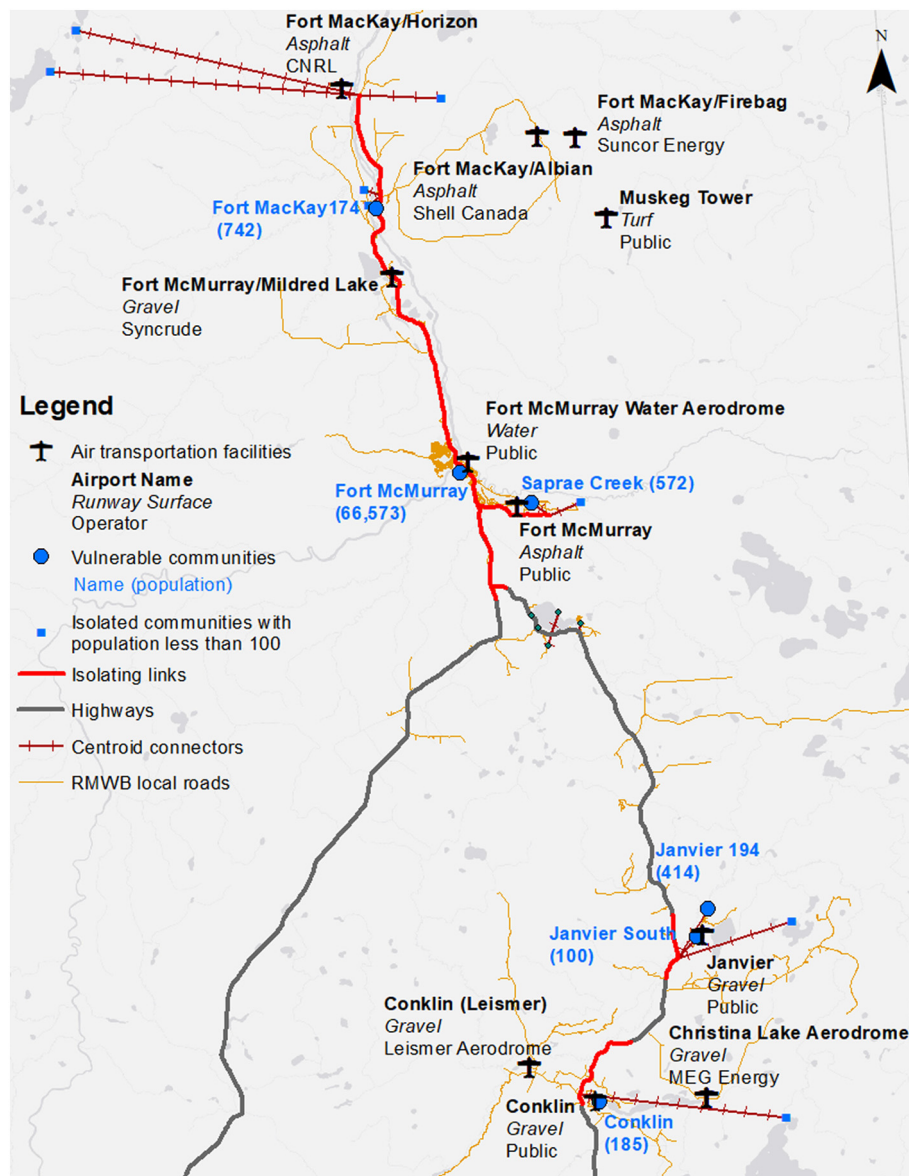 Fort MacKay/Horizon
Asphalt
CNRL
N
Fort MacKay/Firebag
Asphalt
Suncor Energy
Fort MacKay/Albian
Asphalt
Shell Canada
Muskeg Tower
Turf
Public
Fort MacKay174
(742)
Fort McMurray/Mildred Lake
Gravel
Syncrude
Legend
Air transportation facilities
Airport Name
Runway Surface
Operator
Vulnerable communities
Name (population)
Isolated communities with
population less than 100
Isolating links
Highways
Centroid connectors
RMWB local roads
Fort McMurray Water Aerodrome
Water
Public
Fort McMurray
(66,573)
Saprae Creek (572)
Fort McMurray
Asphalt
Public
Janvier 194
(414)
Janvier South
(100)
Janvier
Gravel
Public
Conklin (Leismer)
Gravel
Leismer Aerodrome
Christina Lake Aerodrome
Gravel
MEG Energy
Conklin
Gravel
Public
Conklin
(185)